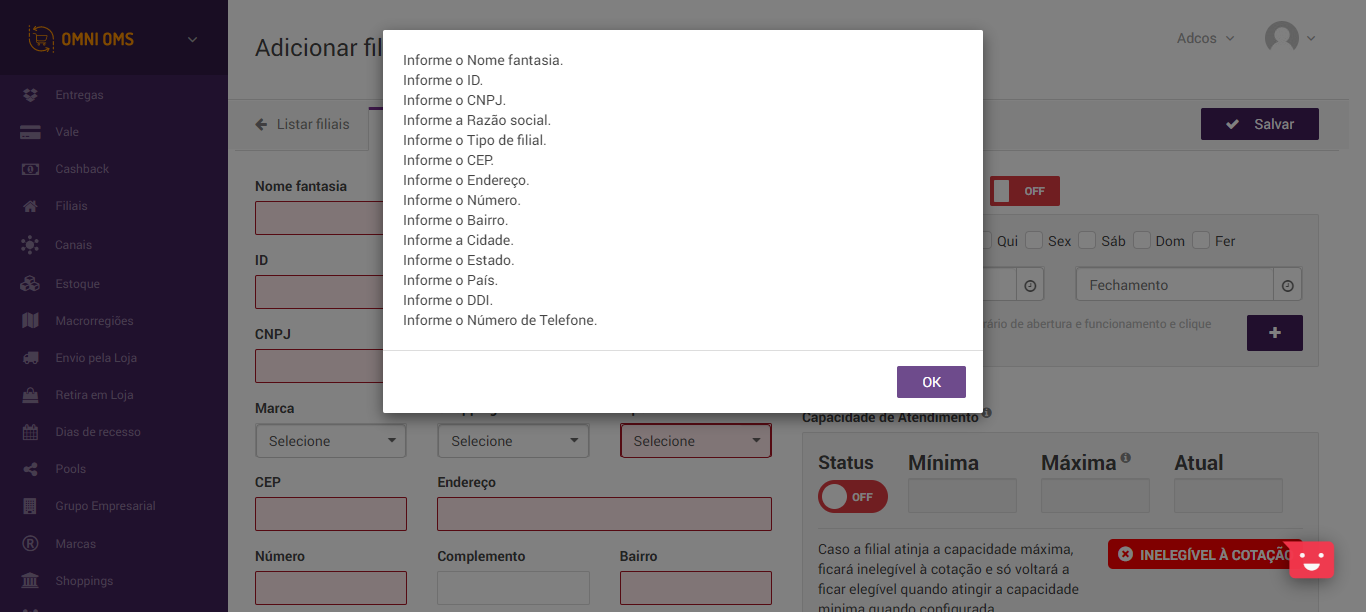 OMNI OMS
Entregas
Vale
Cashback
Filiais
Canais
Estoque
Macrorregiões
Envio pela Loja
Retira em Loja
Dias de recesso
Pools
Grupo Empresarial
Marcas
Shoppings
Adicionar fil
Adcos
Listar filiais
Salvar
Informe o Nome fantasia.
Informe o ID.
Informe o CNPJ.
Informe a Razão social.
Informe o Tipo de filial.
Informe o CEP.
Informe o Endereço.
Informe o Número.
Informe o Bairro.
Informe a Cidade.
Informe o Estado.
Informe o País.
Informe o DDI.
Informe o Número de Telefone.
OK
Nome fantasia
ID
CNPJ
Marca
Selecione
Selecione
Selecione
CEP
Endereço
Número
Complemento
Bairro
OFF
Qui
Sex
Sáb
Dom
Fer
Fechamento
de abertura e funcionamento e clique
Capacidade de Atendimento
Status
Mínima
Máxima
Atual
OFF
Caso a filial atinja a capacidade máxima,
ficará inelegível à cotação e só voltará a
ficar elegível quando atingir a capacidade
minima quando configurada.
INELEGÍVEL À COTAÇÃO